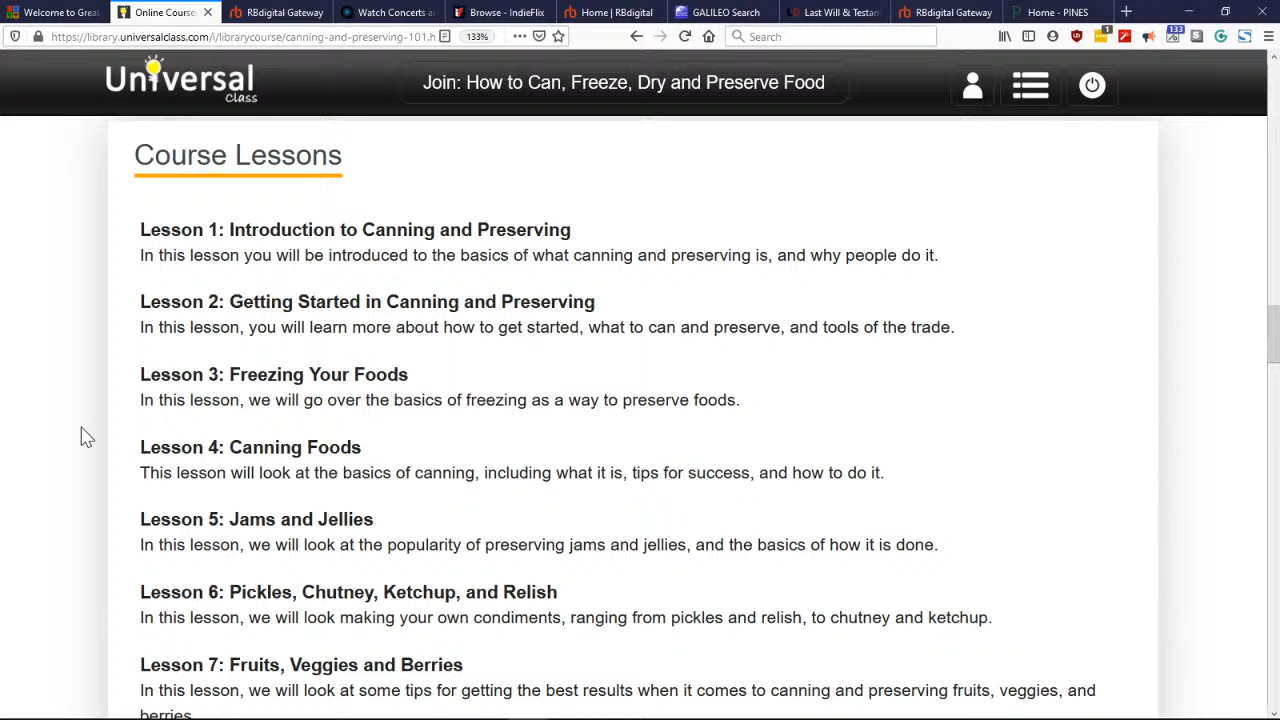 Welcome to Great
Online Course
RBdigital Gateway
Watch Concerts a
Browse - IndieFlix
Home | RBdigital
GALILEO Search
Last Will & Testam
RBdigital Gateway
Home - PINES
https://library.universalclass.com/i/librarycourse/canning-and-preserving-101.h
133%
Search
133
1
Universal
Class
Join: How to Can, Freeze, Dry and Preserve Food
Course Lessons
Lesson 1: Introduction to Canning and Preserving
In this lesson you will be introduced to the basics of what canning and preserving is, and why people do it.
Lesson 2: Getting Started in Canning and Preserving
In this lesson, you will learn more about how to get started, what to can and preserve, and tools of the trade.
Lesson 3: Freezing Your Foods
In this lesson, we will go over the basics of freezing as a way to preserve foods.
Lesson 4: Canning Foods
This lesson will look at the basics of canning, including what it is, tips for success, and how to do it.
Lesson 5: Jams and Jellies
In this lesson, we will look at the popularity of preserving jams and jellies, and the basics of how it is done.
Lesson 6: Pickles, Chutney, Ketchup, and Relish
In this lesson, we will look making your own condiments, ranging from pickles and relish, to chutney and ketchup.
Lesson 7: Fruits, Veggies and Berries
In this lesson, we will look at some tips for getting the best results when it comes to canning and preserving fruits, veggies, and
berries.